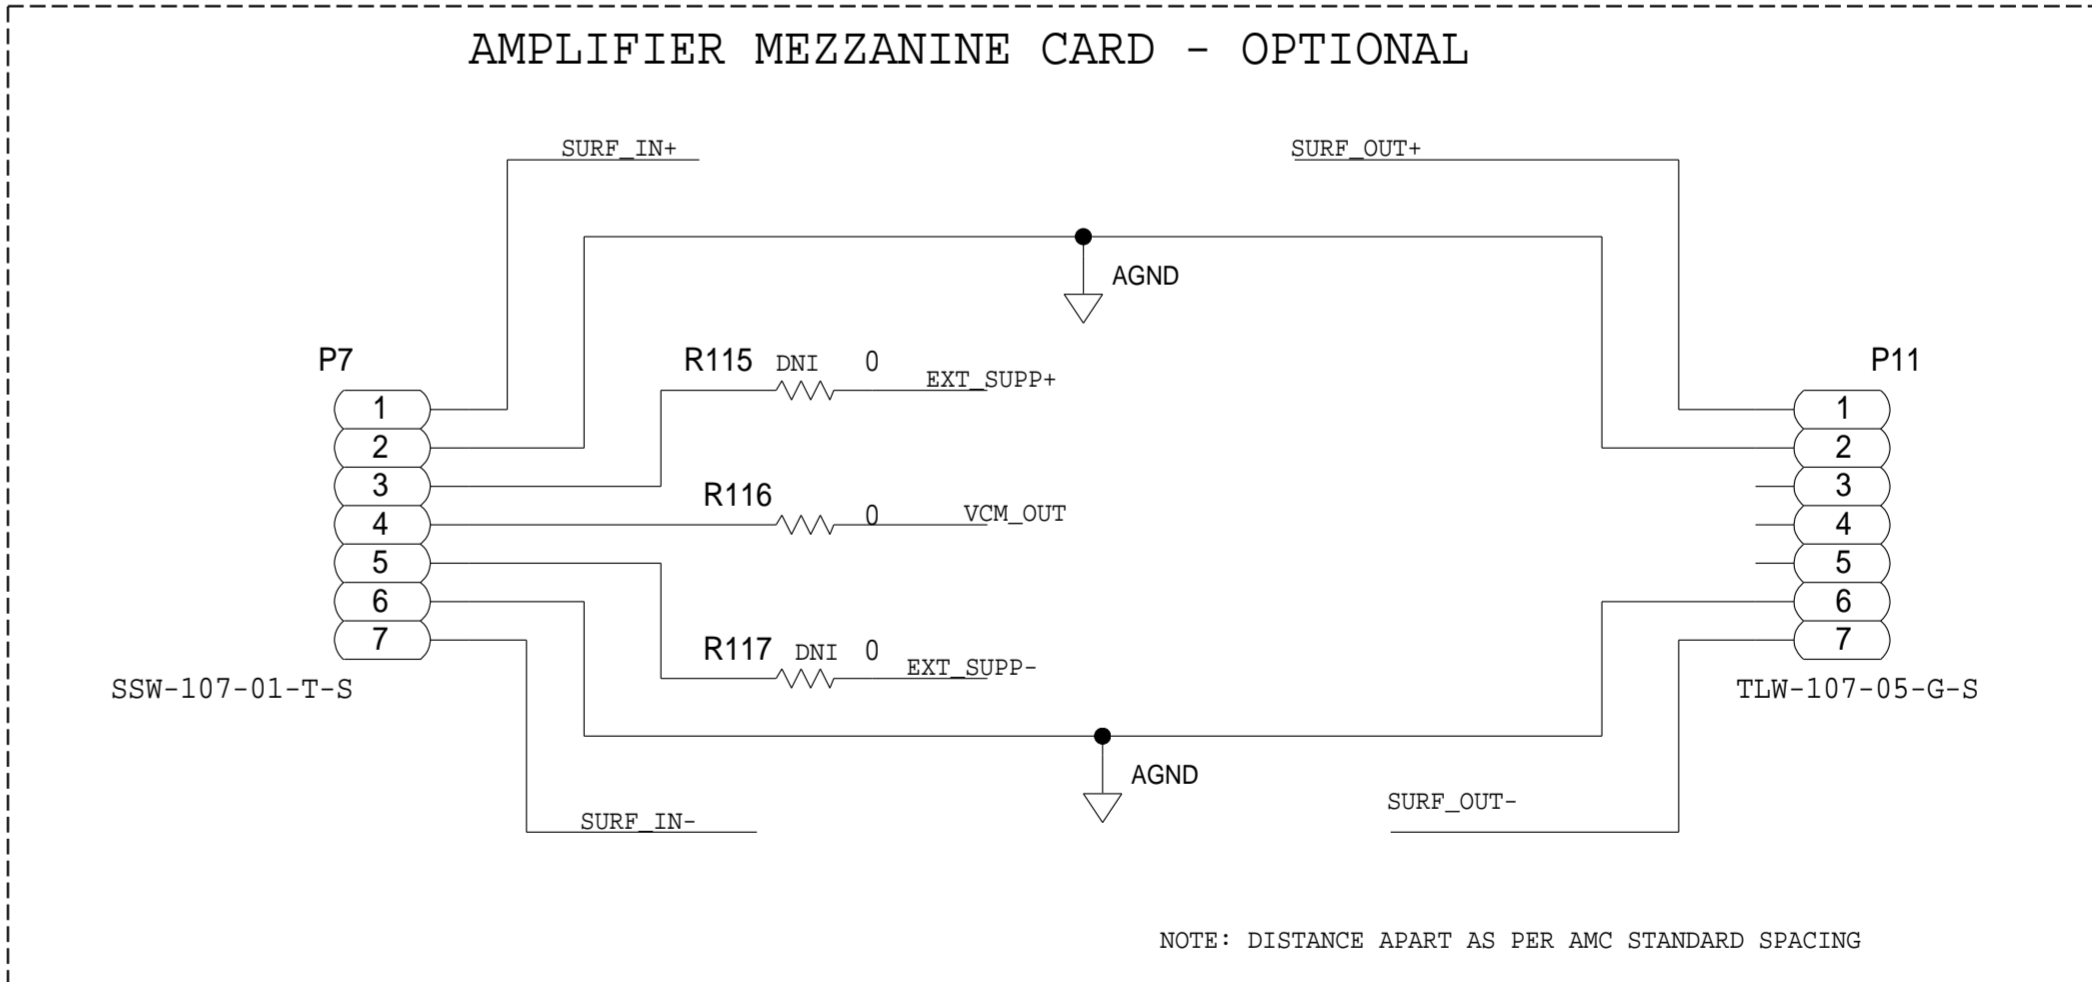 AMPLIFIER MEZZANINE CARD - OPTIONAL
SURF_IN+
SURF_OUT+
AGND
P7
R115 DNI 0
EXT_SUPP+
P11
1
2
3
4
5
6
7
R116
0
VCM_OUT
1
2
3
4
5
6
7
R117 DNI 0
EXT_SUPP-
SSW-107-01-T-S
TLW-107-05-G-S
AGND
SURF_OUT-
SURF_IN-
NOTE: DISTANCE APART AS PER AMC STANDARD SPACING